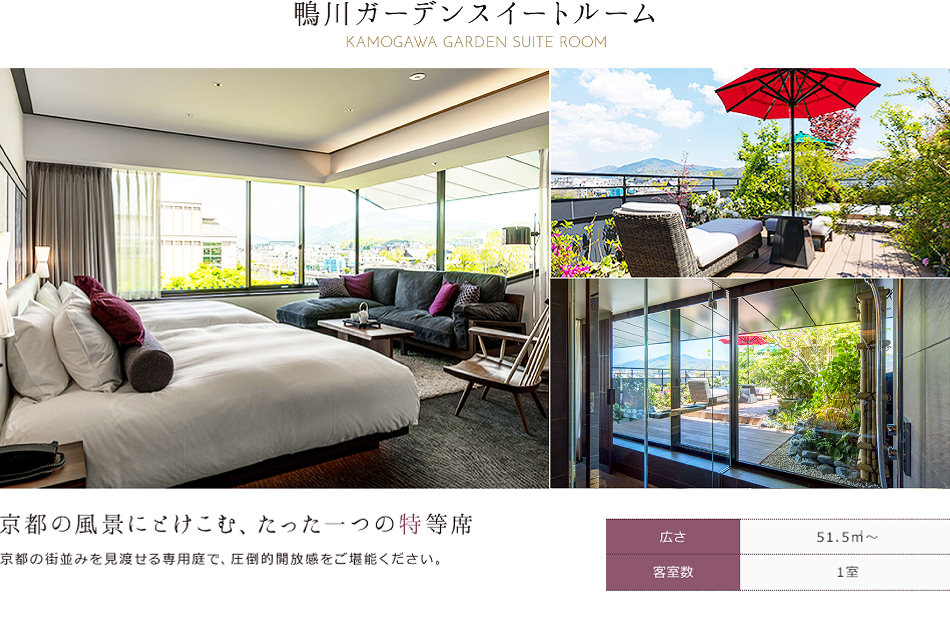 鴨川ガーデンスイートルーム
KAMOGAWA GARDEN SUITE ROOM
京都の風景にとけこむ、たった一つの特等席
京都の街並みを見渡せる専用庭で、圧倒的開放感をご堪能ください。
広さ 51.5㎡～
客室数 1室